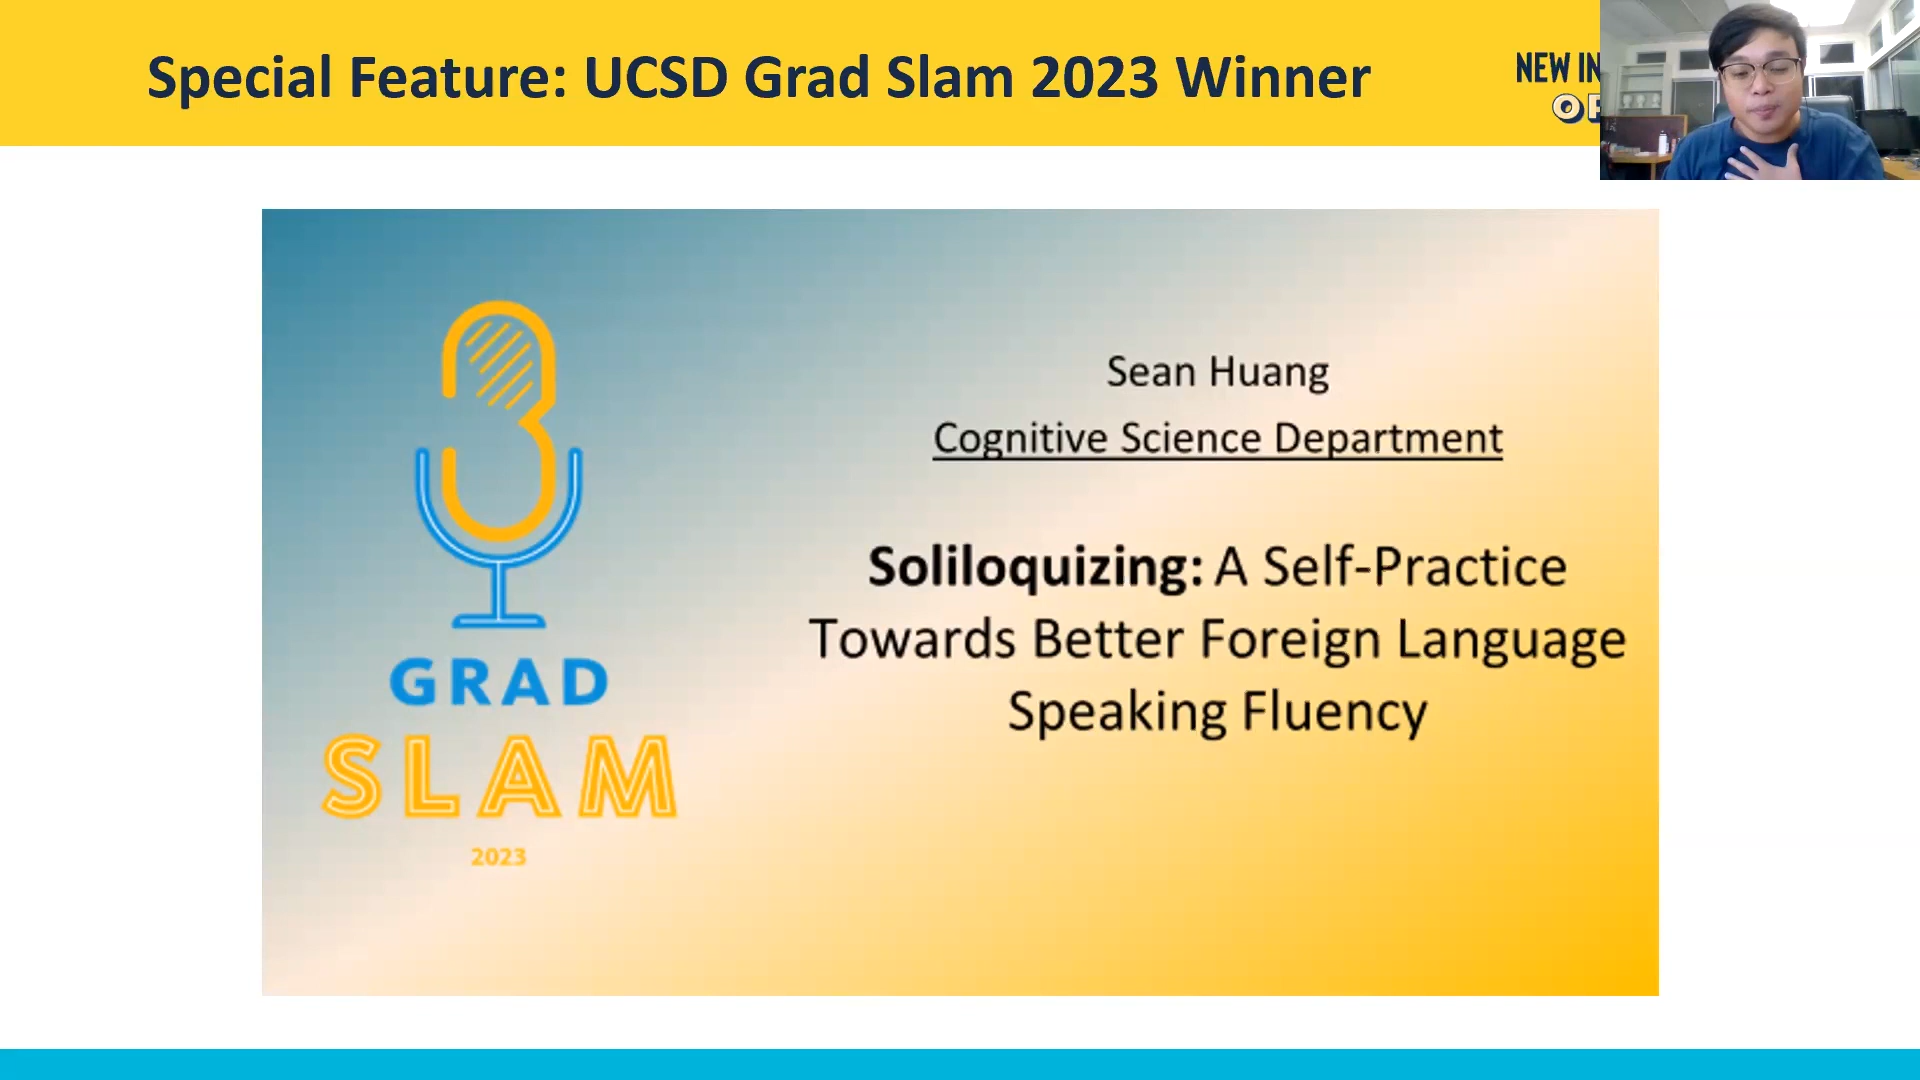 Special Feature: UCSD Grad Slam 2023 Winner
NEW IN
Sean Huang
Cognitive Science Department
Soliloquizing: A Self-Practice
Towards Better Foreign Language
Speaking Fluency
GRAD
SLAM
2023